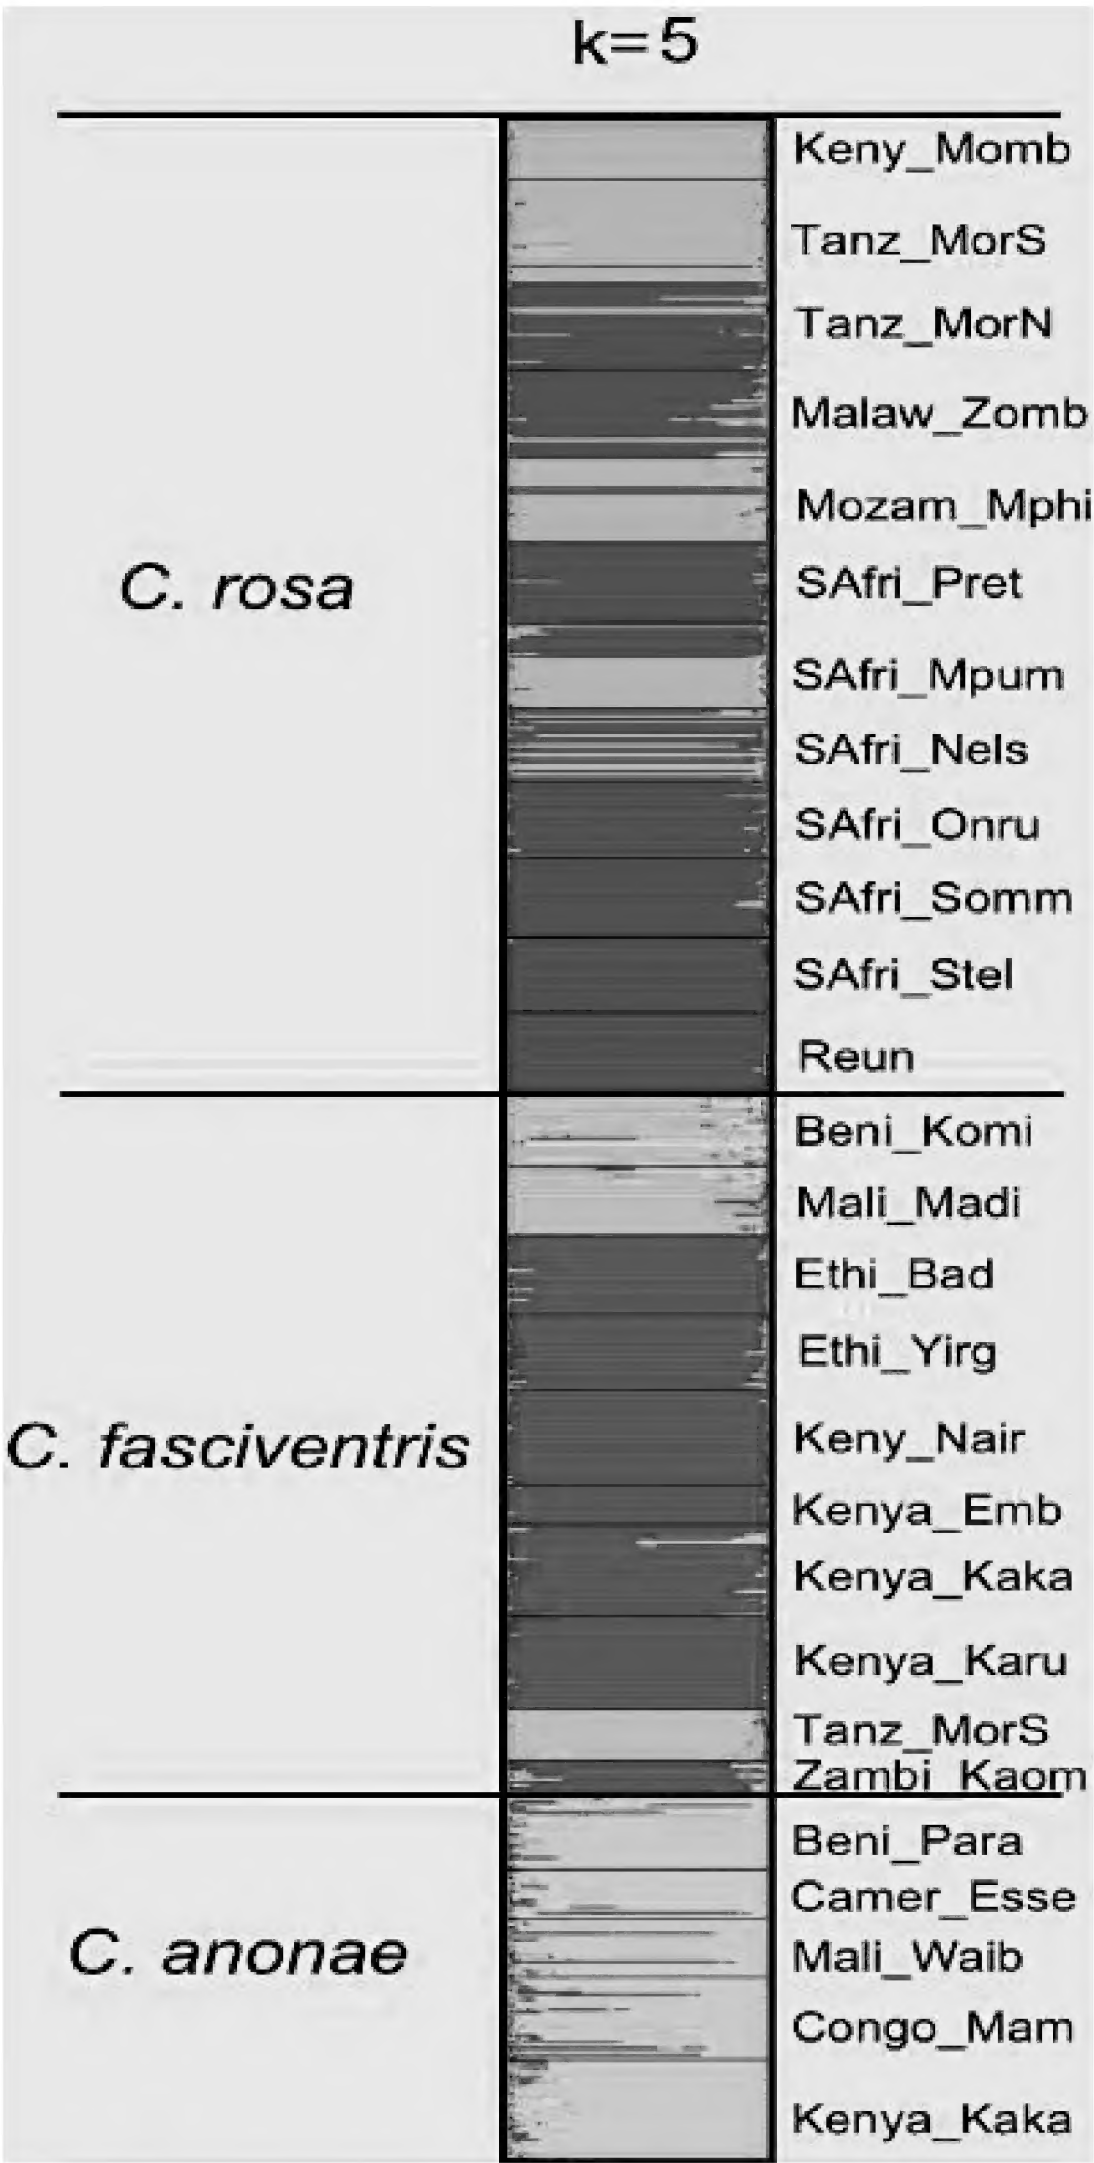 k=5
Keny_Momb
Tanz_MorS
Tanz_MorN
Malaw_Zomb
Mozam_Mphi
C. rosa
SAfri_Pret
SAfri_Mpum
SAfri_Nels
SAfri_Onru
SAfri_Somm
SAfri_Stel
Reun
Beni_Komi
Mali_Madi
Ethi_Bad
Ethi_Yirg
C. fasciventris
Keny_Nair
Kenya_Emb
Kenya_Kaka
Kenya_Karu
Tanz_MorS
Zambi_Kaom
Beni_Para
Camer_Esse
C. anonae
Mali_Waib
Congo_Mam
Kenya_Kaka